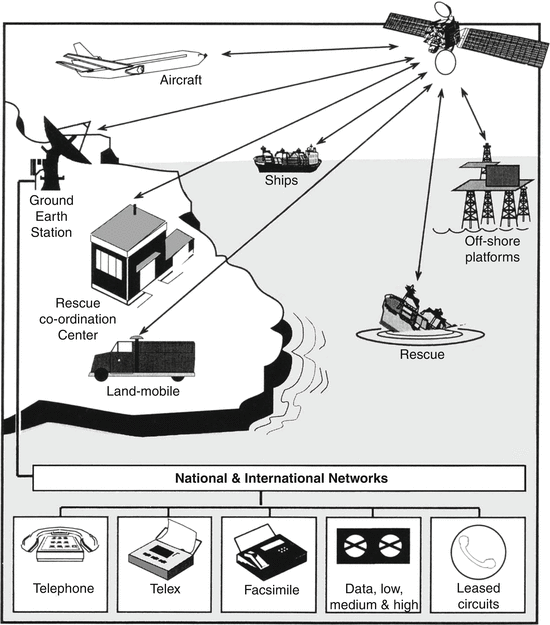 Aircraft
Ships
Ground
Earth
Station
Off-shore
platforms
Rescue
co-ordination
Center
Rescue
Land-mobile
National & International Networks
Telephone
Telex
Facsimile
Data, low,
medium & high
Leased
circuits